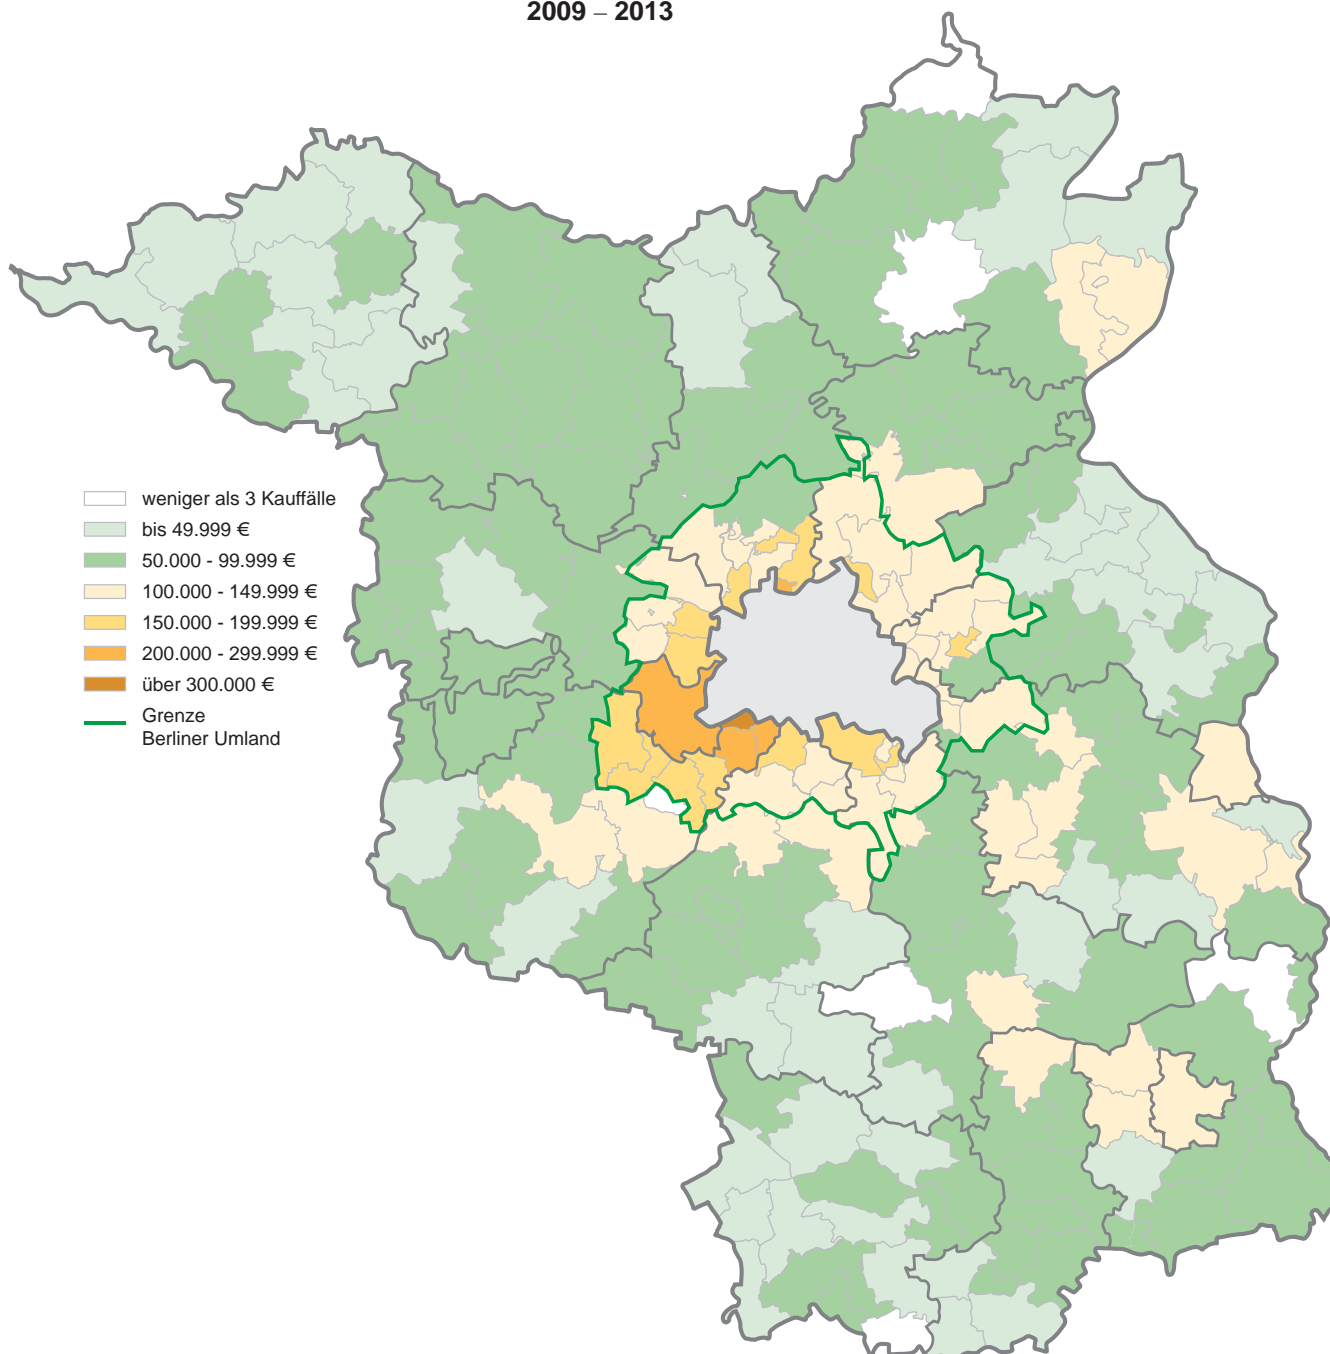 2009 – 2013
weniger als 3 Kauffälle
bis 49.999 €
50.000 - 99.999 €
100.000 - 149.999 €
150.000 - 199.999 €
200.000 - 299.999 €
über 300.000 €
Grenze
Berliner Umland